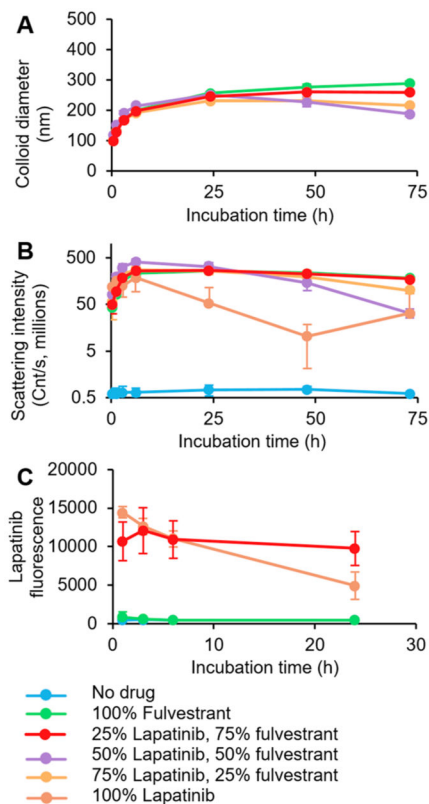 A
Colloid diameter
(nm)
500
400
300
200
100
0
0
25
50
75
Incubation time (h)
B
Scattering intensity
(Cnt/s, millions)
500
50
5
0.5
0
25
50
75
Incubation time (h)
C
Lapatinib
fluorescence
20000
15000
10000
5000
0
0
10
20
30
Incubation time (h)
No drug
100% Fulvestrant
25% Lapatinib, 75% fulvestrant
50% Lapatinib, 50% fulvestrant
75% Lapatinib, 25% fulvestrant
100% Lapatinib